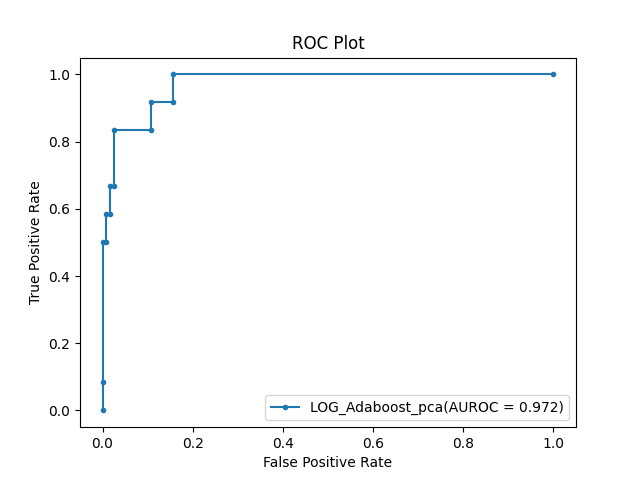 ROC Plot
True Positive Rate
1.0
0.8
0.6
0.4
0.2
0.0
LOG_Adaboost_pca(AUROC = 0.972)
0.0 0.2 0.4 0.6 0.8 1.0
False Positive Rate